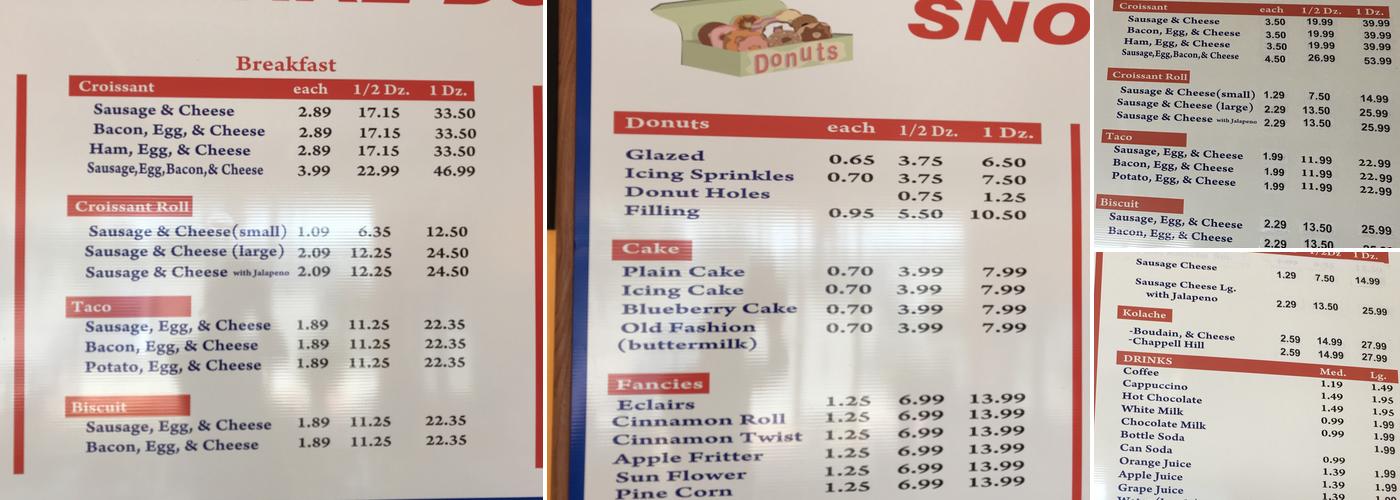 Breakfast
Croissant each 1/2 Dz. 1 Dz.
Sausage & Cheese 2.89 17.15 33.50
Bacon, Egg, & Cheese 2.89 17.15 33.50
Ham, Egg, & Cheese 2.89 17.15 33.50
Sausage,Egg,Bacon,& Cheese 3.99 22.99 46.99
Croissant Roll
Sausage & Cheese(small) 1.09 6.35 12.50
Sausage & Cheese (large) 2.09 12.25 24.50
Sausage & Cheese with Jalapeno 2.09 12.25 24.50
Taco
Sausage, Egg, & Cheese 1.89 11.25 22.35
Bacon, Egg, & Cheese 1.89 11.25 22.35
Potato, Egg, & Cheese 1.89 11.25 22.35
Biscuit
Sausage, Egg, & Cheese 1.89 11.25 22.35
Bacon, Egg, & Cheese 1.89 11.25 22.35
Donuts
SNO
Donuts each 1/2 Dz. 1 Dz.
Glazed 0.65 3.75 6.50
Icing Sprinkles 0.70 3.75 7.50
Donut Holes 0.75 1.25
Filling 0.95 5.50 10.50
Cake
Plain Cake 0.70 3.99 7.99
Icing Cake 0.70 3.99 7.99
Blueberry Cake 0.70 3.99 7.99
Old Fashion 0.70 3.99 7.99
(buttermilk)
Fancies
Eclairs 1.25 6.99 13.99
Cinnamon Roll 1.25 6.99 13.99
Cinnamon Twist 1.25 6.99 13.99
Apple Fritter 1.25 6.99 13.99
Sun Flower 1.25 6.99 13.99
Pine Corn 1.25 6.99 13.99
Croissant each 1/2 Dz. 1 Dz.
Sausage & Cheese 3.50 19.99 39.99
Bacon, Egg, & Cheese 3.50 19.99 39.99
Ham, Egg, & Cheese 3.50 19.99 39.99
Sausage,Egg,Bacon,& Cheese 4.50 26.99 53.99
Croissant Roll
Sausage & Cheese(small) 1.29 7.50 14.99
Sausage & Cheese (large) 2.29 13.50 25.99
Sausage & Cheese with Jalapeno 2.29 13.50 25.99
Taco
Sausage, Egg, & Cheese 1.99 11.99 22.99
Bacon, Egg, & Cheese 1.99 11.99 22.99
Potato, Egg, & Cheese 1.99 11.99 22.99
Biscuit
Sausage, Egg, & Cheese 2.29 13.50 25.99
Bacon, Egg, & Cheese 2.29 13.50
1/2Dz 1 Dz.
Sausage Cheese 1.29 7.50 14.99
Sausage Cheese Lg.
with Jalapeno 2.29 13.50 25.99
Kolache
-Boudain, & Cheese 2.59 14.99 27.99
-Chappell Hill 2.59 14.99 27.99
DRINKS Med. Lg.
Coffee 1.19 1.49
Cappuccino 1.49 1.95
Hot Chocolate 1.49 1.95
White Milk 0.99 1.99
Chocolate Milk 0.99 1.99
Bottle Soda 1.99
Can Soda 0.99
Orange Juice 1.39 1.99
Apple Juice 1.39 1.99
Grape Juice 1.39 1.99